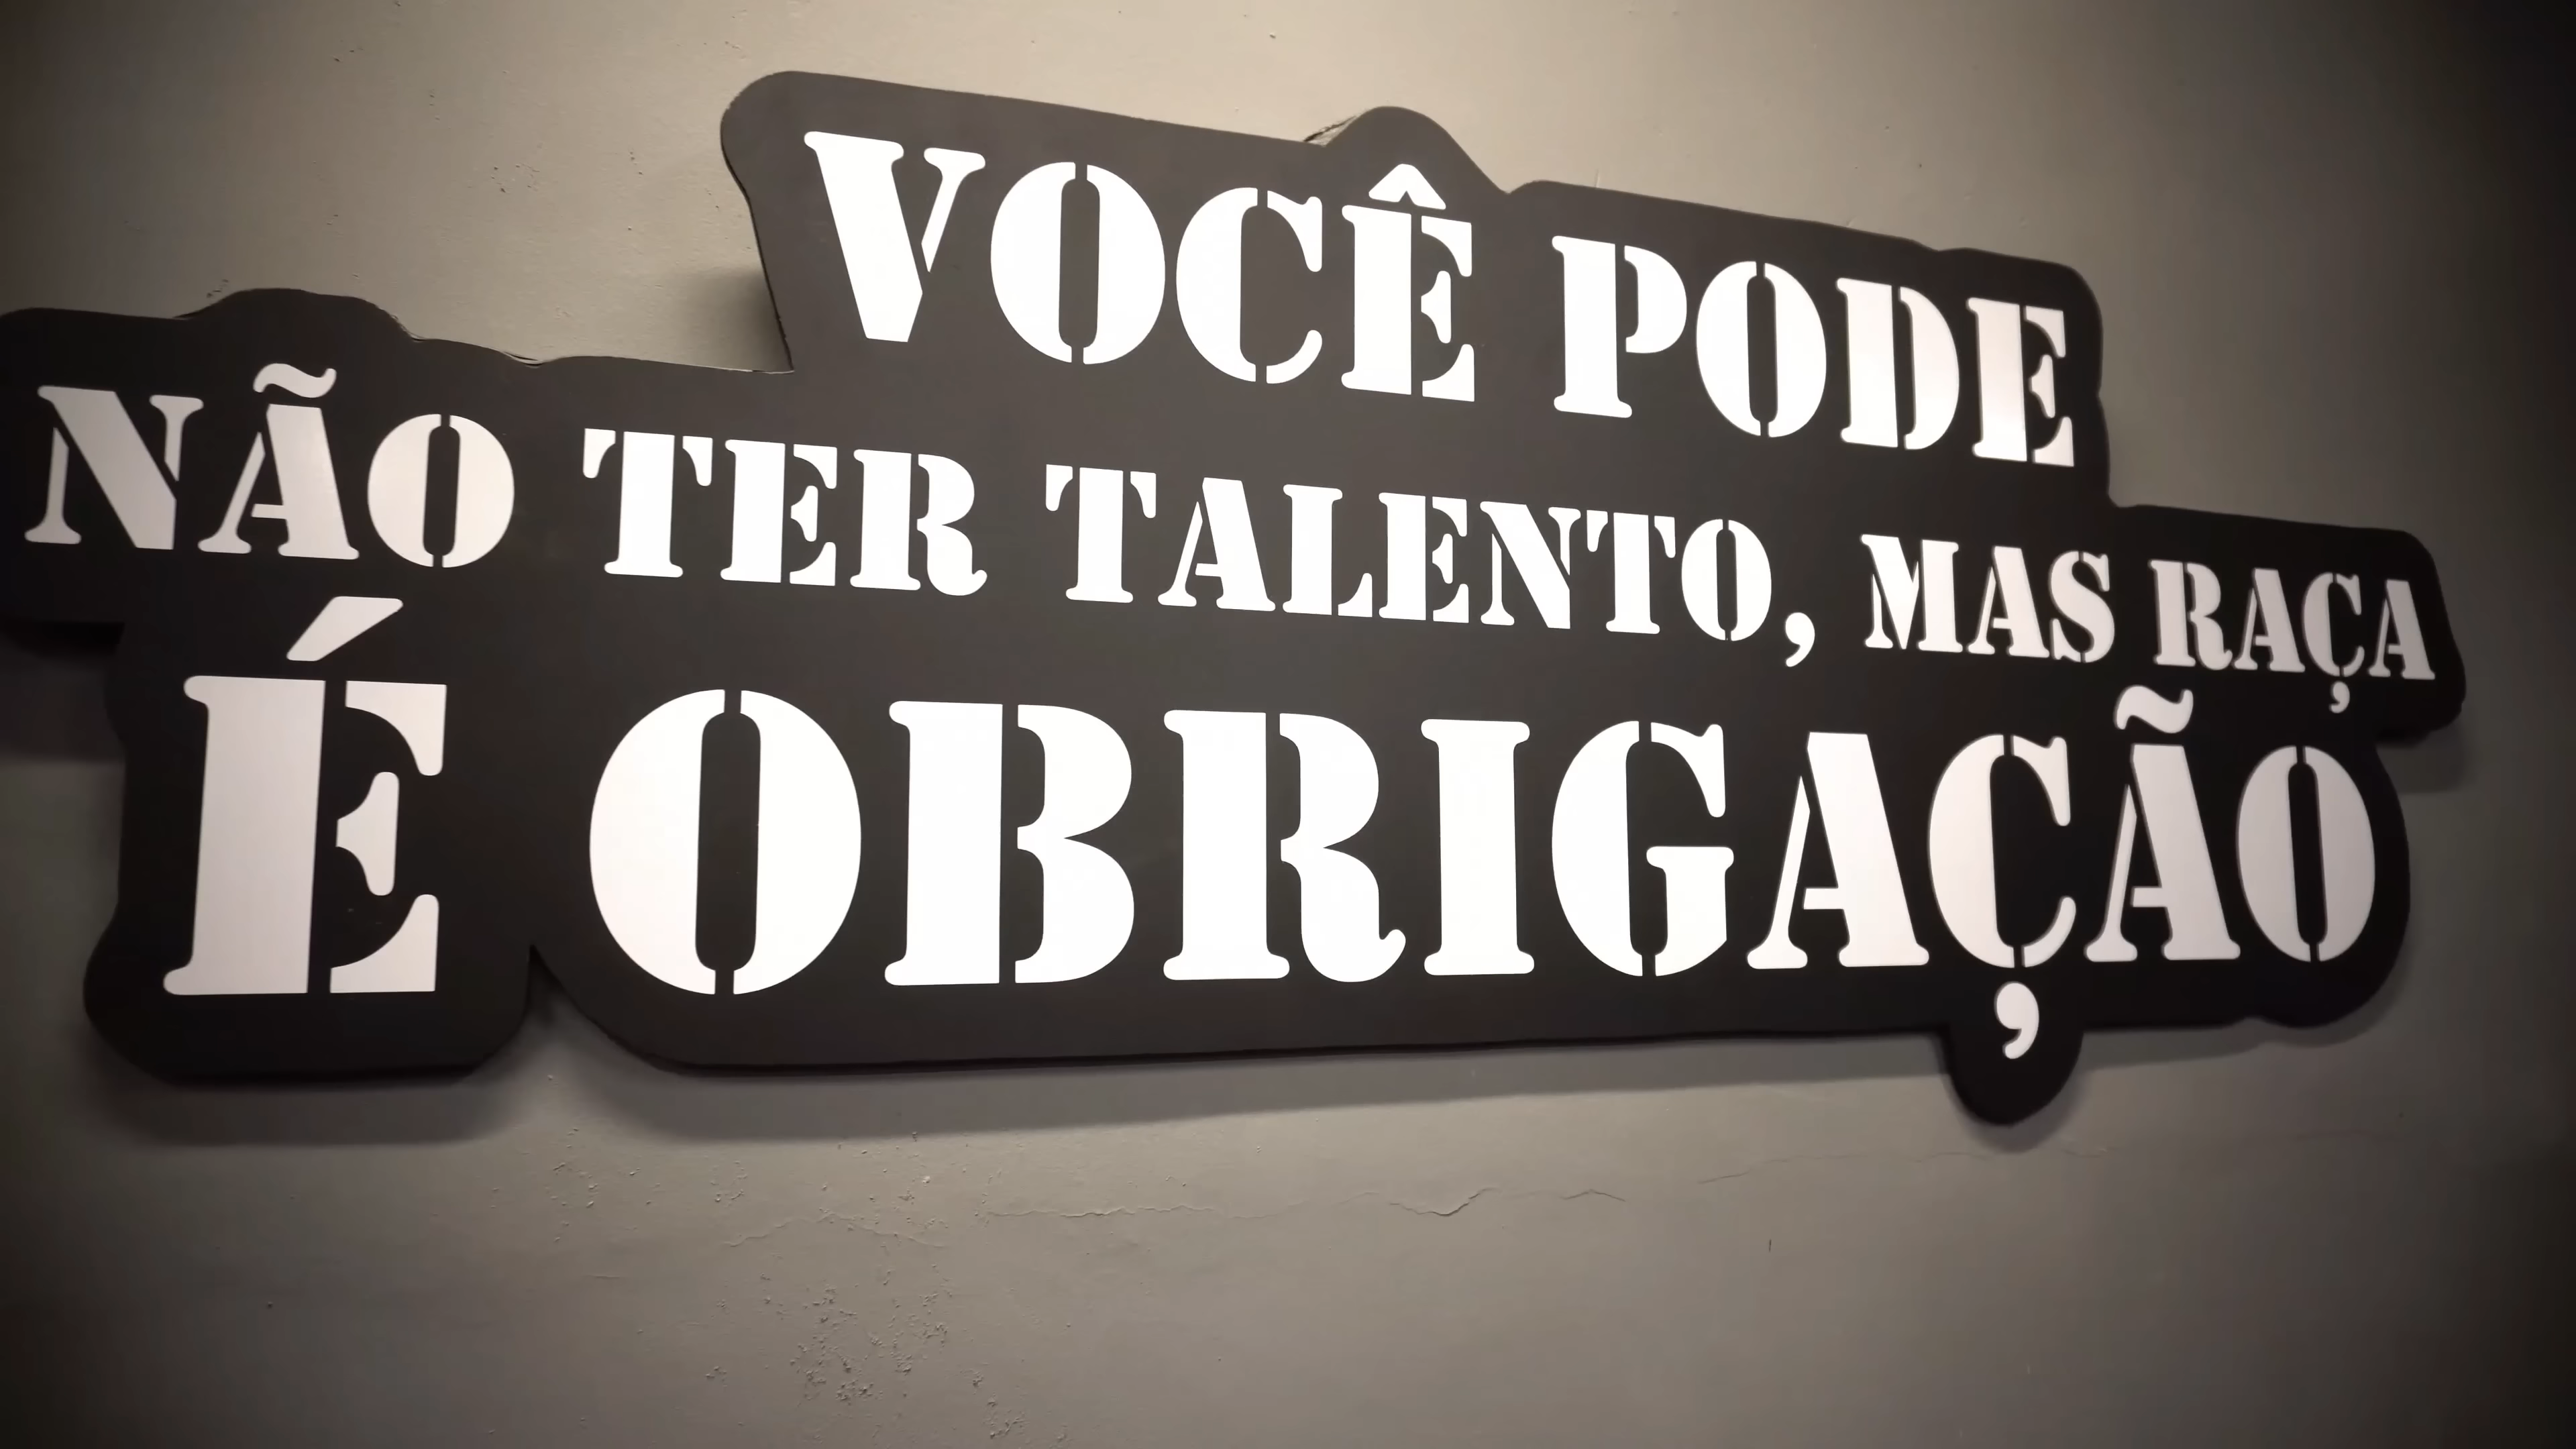 VOCÊ PODE
NÃO TER TALENTO, MAS RAÇA
É OBRIGAÇÃO